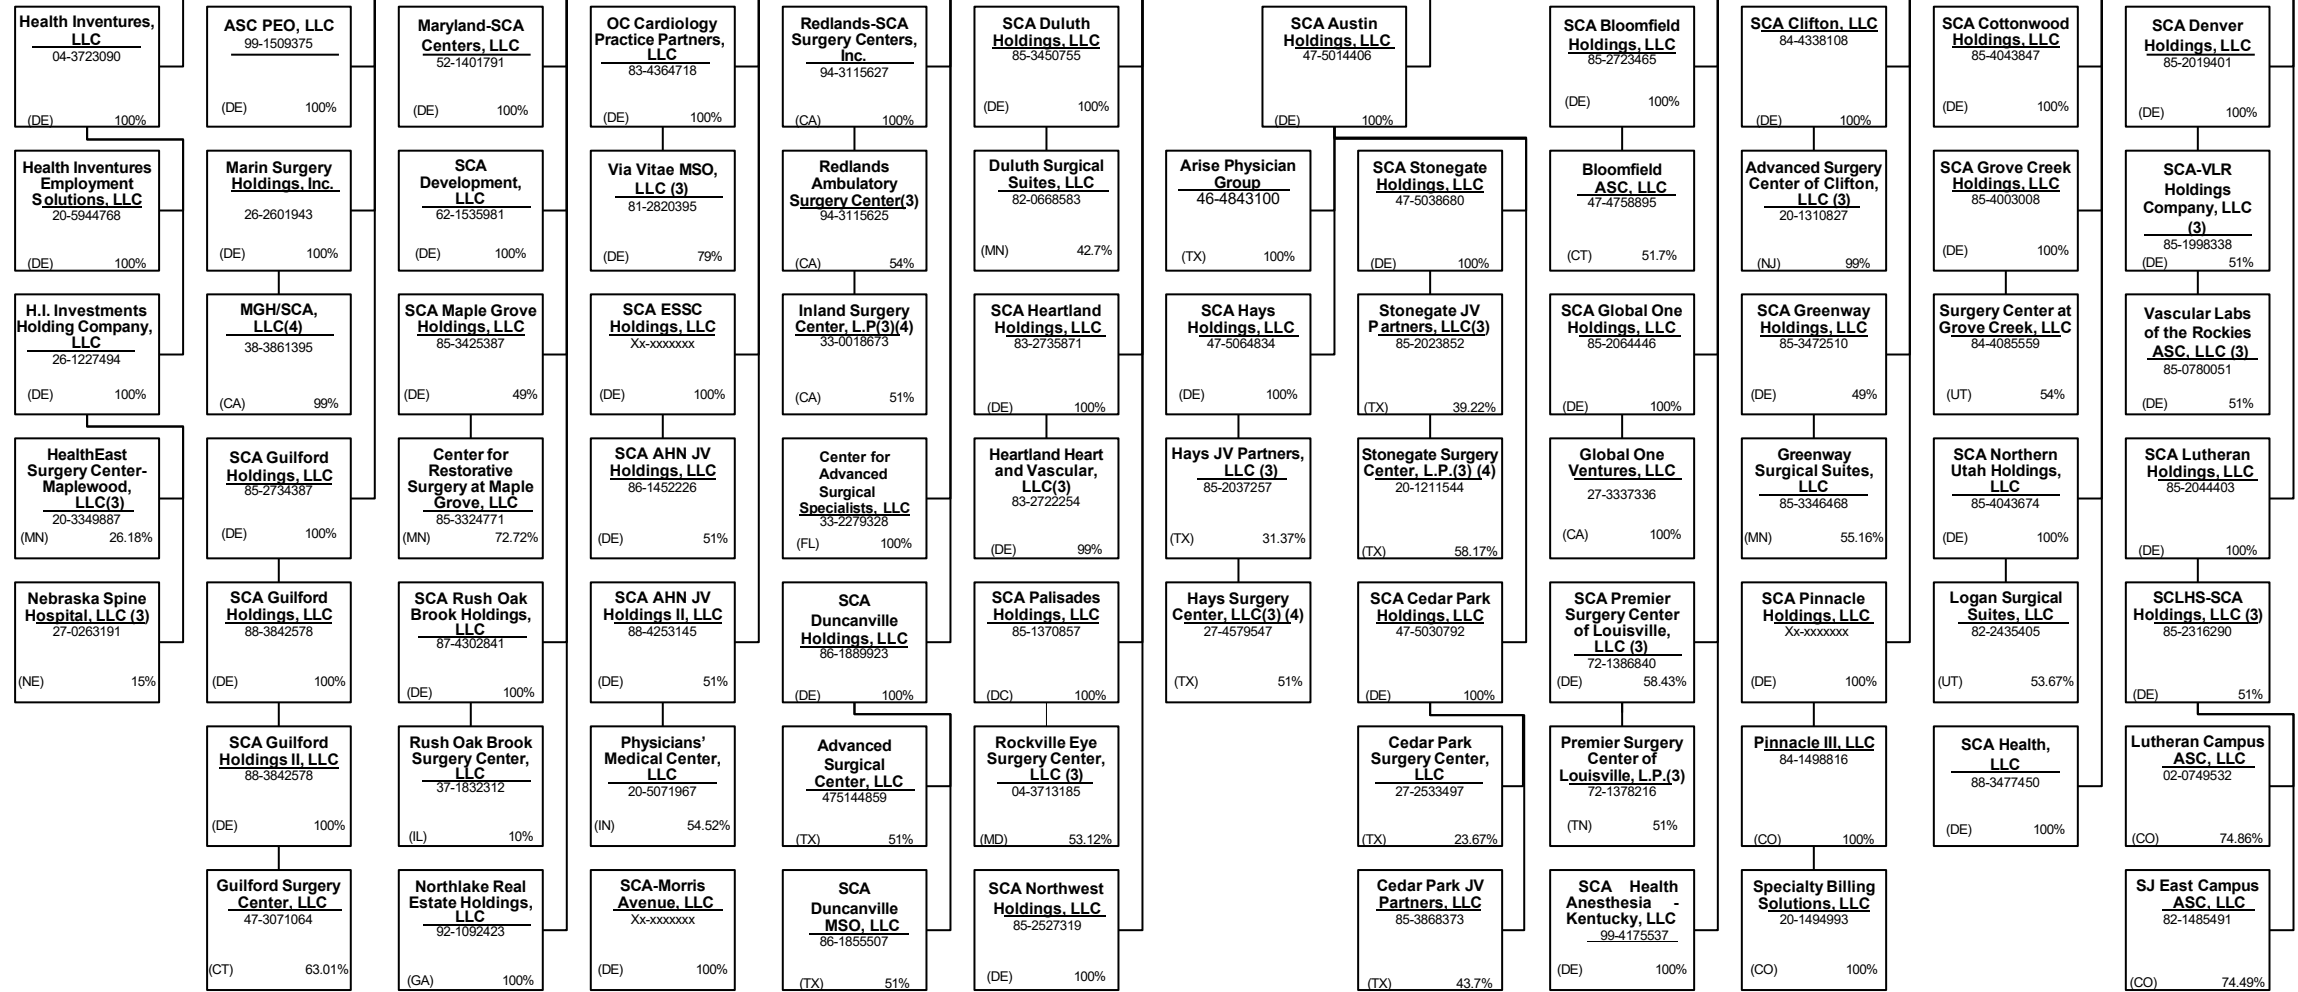 Health Inventures,
LLC
04-3723090
(DE) 100%
Health Inventures
Employment
Solutions, LLC
20-5944768
(DE) 100%
H.I. Investments
Holding Company,
LLC
26-1227494
(DE) 100%
HealthEast
Surgery Center-
Maplewood,
LLC(3)
20-3349887
(MN) 26.18%
Nebraska Spine
Hospital, LLC (3)
27-0263191
(NE) 15%
ASC PEO, LLC
99-1509375
(DE) 100%
Marin Surgery
Holdings, Inc.
26-2601943
(DE) 100%
MGH/SCA,
LLC(4)
38-3861395
(CA) 99%
SCA Guilford
Holdings, LLC
85-2734387
(DE) 100%
SCA Guilford
Holdings, LLC
88-3842578
(DE) 100%
SCA Guilford
Holdings II, LLC
88-3842578
(DE) 100%
Guilford Surgery
Center, LLC
47-3071064
(CT) 63.01%
Maryland-SCA
Centers, LLC
52-1401791
(DE) 100%
SCA
Development,
LLC
62-1535981
(DE) 100%
SCA Maple Grove
Holdings, LLC
85-3425387
(DE) 49%
Center for
Restorative
Surgery at Maple
Grove, LLC
85-3324771
(MN) 72.72%
SCA Rush Oak
Brook Holdings,
LLC
87-4302841
(DE) 100%
Rush Oak Brook
Surgery Center,
LLC
37-1832312
(IL) 10%
Northlake Real
Estate Holdings,
LLC
92-1092423
(GA) 100%
OC Cardiology
Practice Partners,
LLC
83-4364718
(DE) 100%
Via Vitae MSO,
LLC (3)
81-2820395
(DE) 79%
SCA ESSC
Holdings, LLC
Xx-xxxxxxx
(DE) 100%
SCA AHN JV
Holdings, LLC
86-1452226
(DE) 51%
SCA AHN JV
Holdings II, LLC
88-4253145
(DE) 51%
Physicians’
Medical Center,
LLC
20-5071967
(IN) 54.52%
SCA-Morris
Avenue, LLC
Xx-xxxxxxx
(DE) 100%
Redlands-SCA
Surgery Centers,
Inc.
94-3115627
(CA) 100%
Redlands
Ambulatory
Surgery Center(3)
94-3115625
(CA) 54%
Inland Surgery
Center, L.P(3)(4)
33-0018673
(CA) 51%
Center for
Advanced
Surgical
Specialists, LLC
33-2279328
(FL) 100%
SCA
Duncanville
Holdings, LLC
86-1889923
(DE) 100%
Advanced
Surgical
Center, LLC
475144859
(TX) 51%
SCA
Duncanville
MSO, LLC
86-1855507
(TX) 51%
SCA Duluth
Holdings, LLC
85-3450755
(DE) 100%
Duluth Surgical
Suites, LLC
82-0668583
(MN) 42.7%
SCA Heartland
Holdings, LLC
83-2735871
(DE) 100%
Heartland Heart
and Vascular,
LLC(3)
83-2722254
(DE) 99%
SCA Palisades
Holdings, LLC
85-1370857
(DC) 100%
Rockville Eye
Surgery Center,
LLC (3)
04-3713185
(MD) 53.12%
SCA Northwest
Holdings, LLC
85-2527319
(DE) 100%
SCA Austin
Holdings, LLC
47-5014406
(DE) 100%
Arise Physician
Group
46-4843100
(TX) 100%
SCA Hays
Holdings, LLC
47-5064834
(DE) 100%
Hays JV Partners,
LLC (3)
85-2037257
(TX) 31.37%
Hays Surgery
Center, LLC(3) (4)
27-4579547
(TX) 51%
SCA Stonegate
Holdings, LLC
47-5038680
(DE) 100%
Stonegate JV
Partners, LLC(3)
85-2023852
(TX) 39.22%
Stonegate Surgery
Center, L.P.(3) (4)
20-1211544
(TX) 58.17%
SCA Cedar Park
Holdings, LLC
47-5030792
(DE) 100%
Cedar Park
Surgery Center,
LLC
27-2533497
(TX) 23.67%
Cedar Park JV
Partners, LLC
85-3868373
(TX) 43.7%
SCA Bloomfield
Holdings, LLC
85-2723465
(DE) 100%
Bloomfield
ASC, LLC
47-4758895
(CT) 51.7%
SCA Global One
Holdings, LLC
85-2064446
(DE) 100%
Global One
Ventures, LLC
27-3337336
(CA) 100%
SCA Premier
Surgery Center
of Louisville,
LLC (3)
72-1386840
(DE) 58.43%
Premier Surgery
Center of
Louisville, L.P.(3)
72-1378216
(TN) 51%
SCA Health
Anesthesia -
Kentucky, LLC
99-4175537
(DE) 100%
SCA Clifton, LLC
84-4338108
(DE) 100%
Advanced Surgery
Center of Clifton,
LLC (3)
20-1310827
(NJ) 99%
SCA Greenway
Holdings, LLC
85-3472510
(DE) 49%
Greenway
Surgical Suites,
LLC
85-3346468
(MN) 55.16%
SCA Pinnacle
Holdings, LLC
Xx-xxxxxxx
(DE) 100%
Pinnacle III, LLC
84-1498816
(CO) 100%
Specialty Billing
Solutions, LLC
20-1494993
(CO) 100%
SCA Cottonwood
Holdings, LLC
85-4043847
(DE) 100%
SCA Grove Creek
Holdings, LLC
85-4003008
(DE) 100%
Surgery Center at
Grove Creek, LLC
84-4085559
(UT) 54%
SCA Northern
Utah Holdings,
LLC
85-4043674
(DE) 100%
Logan Surgical
Suites, LLC
82-2435405
(UT) 53.67%
SCA Health,
LLC
88-3477450
(DE) 100%
SCA Denver
Holdings, LLC
85-2019401
(DE) 100%
SCA-VLR
Holdings
Company, LLC
(3)
85-1998338
(DE) 51%
Vascular Labs
of the Rockies
ASC, LLC (3)
85-0780051
(DE) 51%
SCA Lutheran
Holdings, LLC
85-2044403
(DE) 100%
SCLHS-SCA
Holdings, LLC (3)
85-2316290
(DE) 51%
Lutheran Campus
ASC, LLC
02-0749532
(CO) 74.86%
SJ East Campus
ASC, LLC
82-1485491
(CO) 74.49%